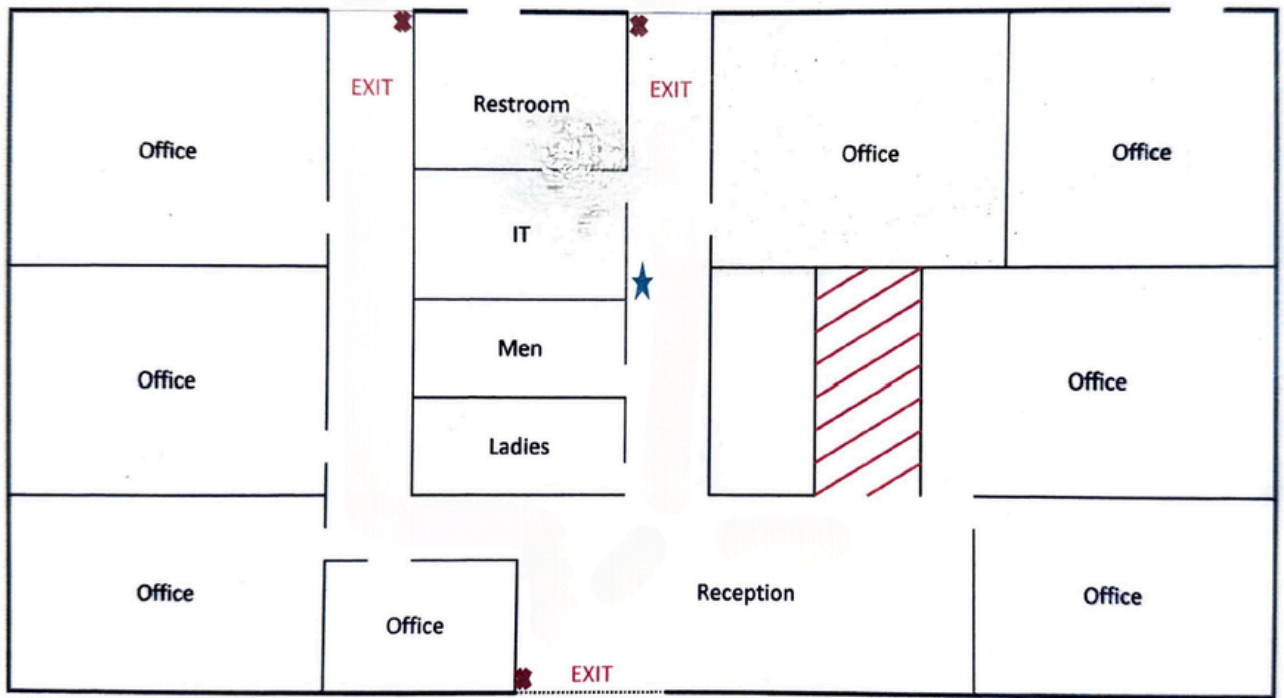 EXIT
EXIT
Restroom
Office
Office
Office
IT
Men
Office
Office
Ladies
Office
Reception
Office
Office
EXIT